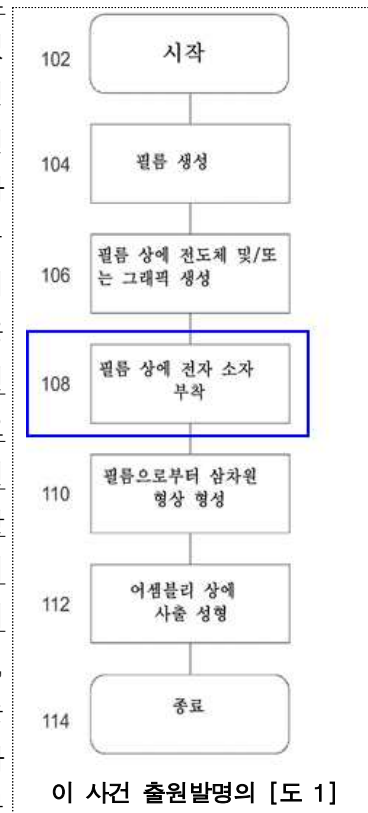 102
시작
104
필름 생성
106
필름 상에 전도체 및/또
는 그래픽 생성
108
필름 상에 전자 소자
부착
110
필름으로부터 삼차원
형상 형성
112
어셈블리 상에
사출 성형
114
종료
이 사건 출원발명의 [도 1]